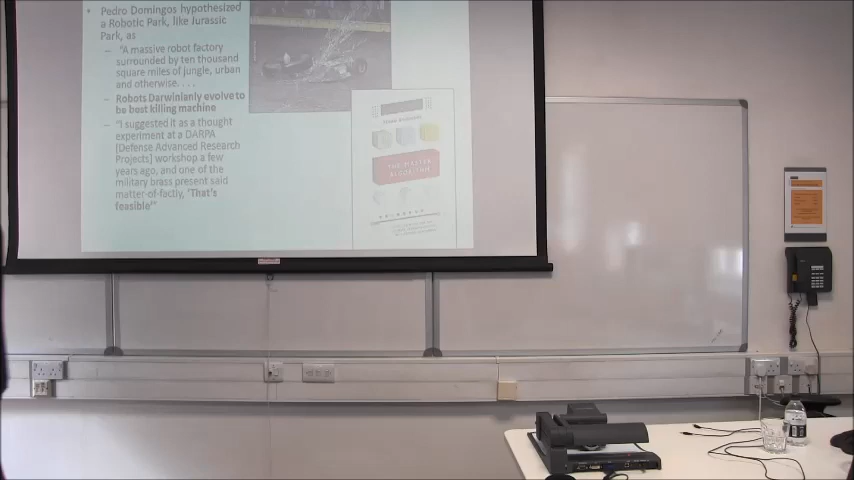 • Pedro Domingos hypothesized
a Robotic Park, like Jurassic
Park, as
– “A massive robot factory
surrounded by ten thousand
square miles of jungle, urban
and otherwise. . . .
– Robots Darwinianly evolve to
be best killing machine
– “I suggested it as a thought
experiment at a DARPA
[Defense Advanced Research
Projects] workshop a few
years ago, and one of the
military brass present said
matter-of-factly, ‘That’s
feasible’”
THE MASTER
ALGORITHM